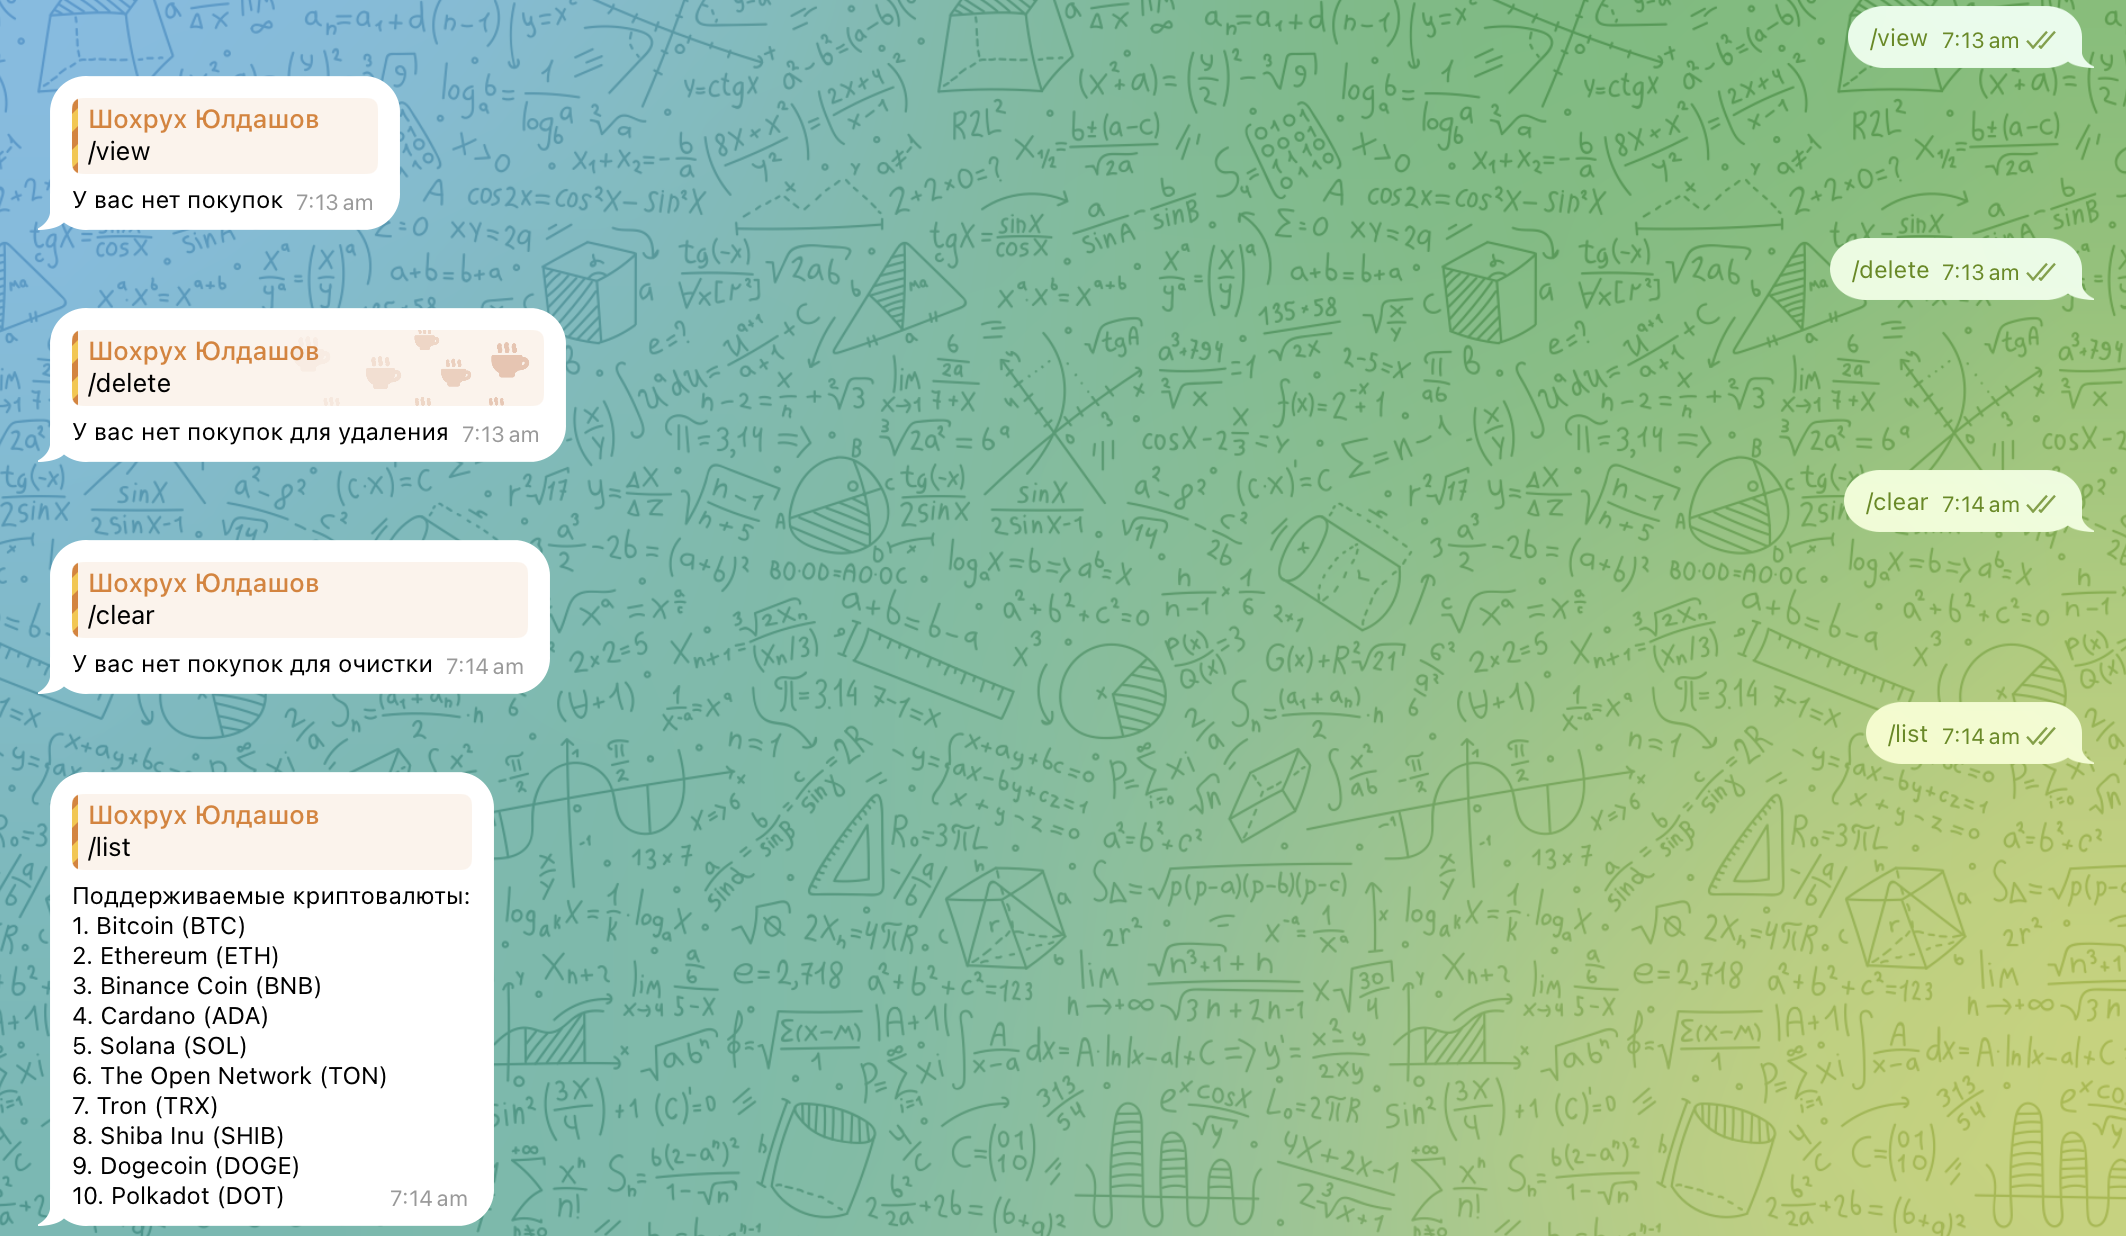 /view 7:13 am
Шохрух Юлдашов
/view
У вас нет покупок 7:13 am
/delete 7:13 am
Шохрух Юлдашов
/delete
У вас нет покупок для удаления 7:13 am
/clear 7:14 am
Шохрух Юлдашов
/clear
У вас нет покупок для очистки 7:14 am
/list 7:14 am
Шохрух Юлдашов
/list
Поддерживаемые криптовалюты:
1. Bitcoin (BTC)
2. Ethereum (ETH)
3. Binance Coin (BNB)
4. Cardano (ADA)
5. Solana (SOL)
6. The Open Network (TON)
7. Tron (TRX)
8. Shiba Inu (SHIB)
9. Dogecoin (DOGE)
10. Polkadot (DOT) 7:14 am